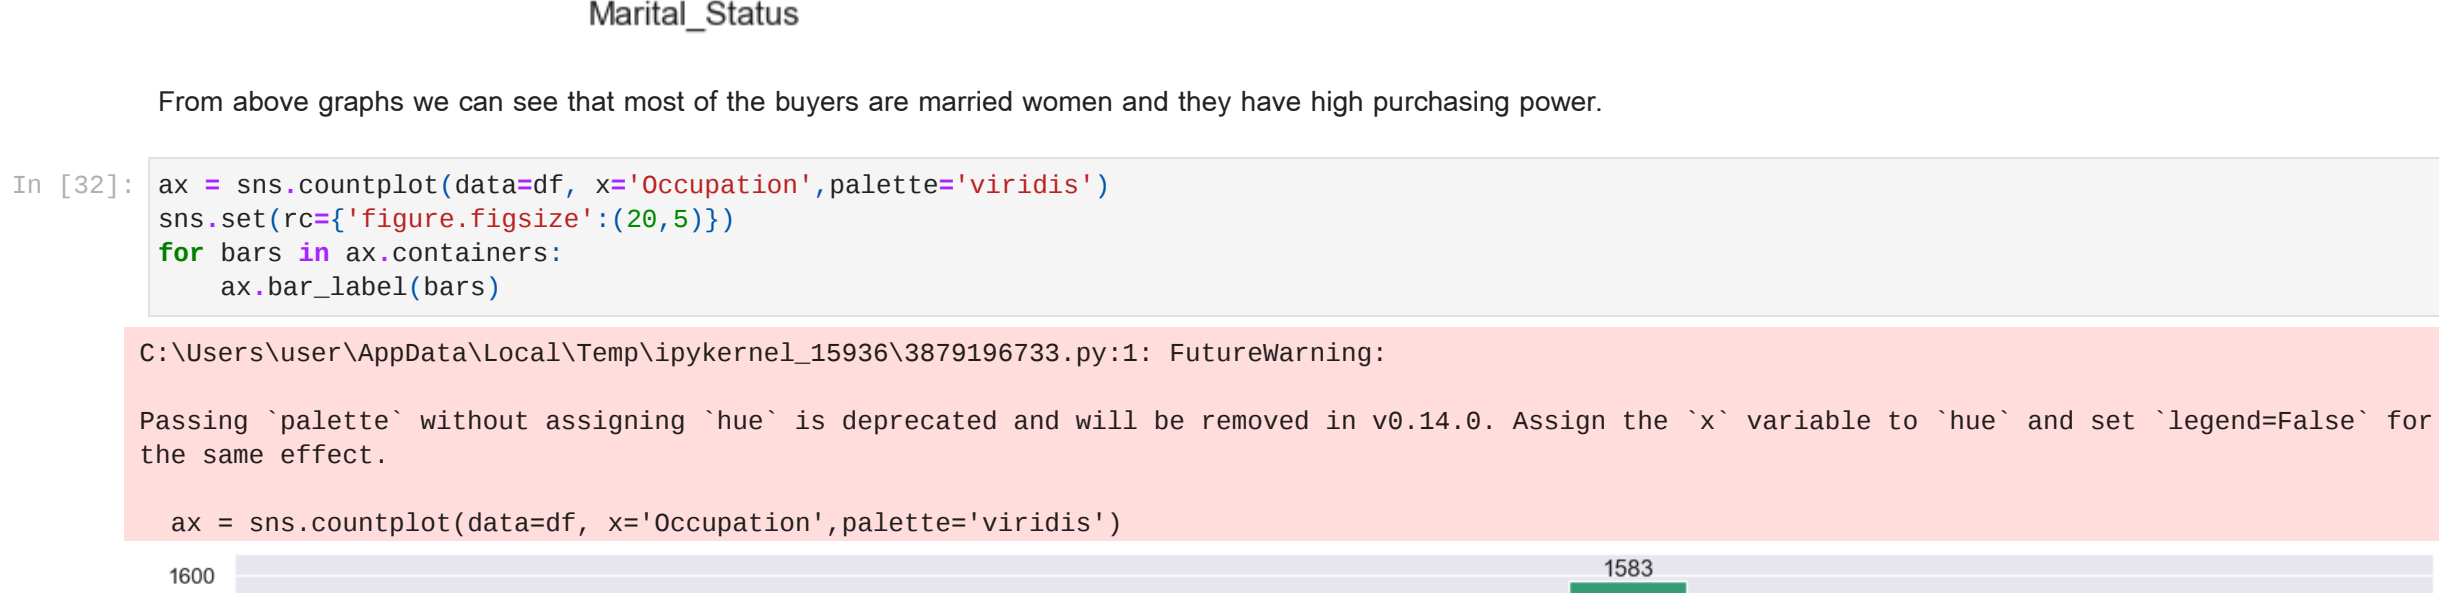 Marital_Status
From above graphs we can see that most of the buyers are married women and they have high purchasing power.
In [32]: ax = sns.countplot(data=df, x='Occupation',palette='viridis')
sns.set(rc={'figure.figsize':(20,5)})
for bars in ax.containers:
    ax.bar_label(bars)
C:\Users\user\AppData\Local\Temp\ipykernel_15936\3879196733.py:1: FutureWarning:
Passing `palette` without assigning `hue` is deprecated and will be removed in v0.14.0. Assign the `x` variable to `hue` and set `legend=False` for
the same effect.
  ax = sns.countplot(data=df, x='Occupation',palette='viridis')
1583
1600